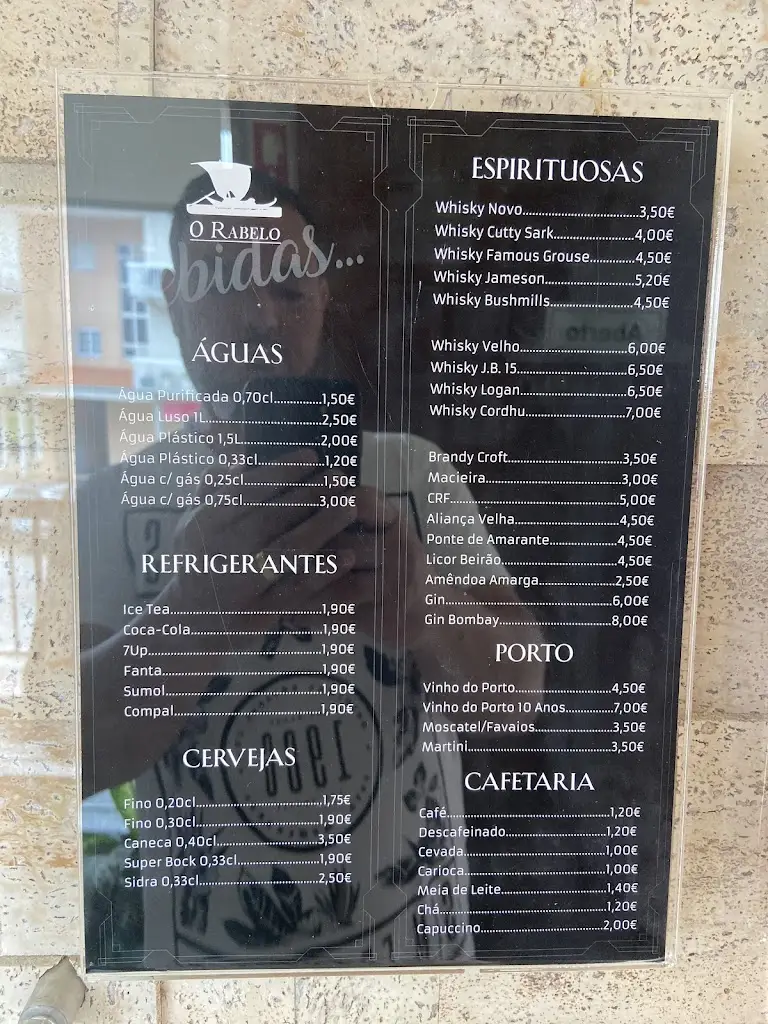 O RABELO
bidas...
ÁGUAS
Água Purificada 0,70cl..............1,50€
Água Luso 1L..............2,50€
Água Plástico 1,5L..............2,00€
Água Plástico 0,33cl..............1,20€
Água c/ gás 0,25cl..............1,50€
Água c/ gás 0,75cl..............3,00€
REFRIGERANTES
Ice Tea..............1,90€
Coca-Cola..............1,90€
7Up..............1,90€
Fanta..............1,90€
Sumol..............1,90€
Compal..............1,90€
CERVEJAS
Fino 0,20cl..............1,75€
Fino 0,30cl..............1,90€
Caneca 0,40cl..............3,50€
Super Bock 0,33cl..............1,90€
Sidra 0,33cl..............2,50€
ESPIRITUOSAS
Whisky Novo..............3,50€
Whisky Cutty Sark..............4,00€
Whisky Famous Grouse..............4,50€
Whisky Jameson..............5,20€
Whisky Bushmills..............4,50€
Whisky Velho..............6,00€
Whisky J.B. 15..............6,50€
Whisky Logan..............6,50€
Whisky Cordhu..............7,00€
Brandy Croft..............3,50€
Macieira..............3,00€
CRF..............5,00€
Aliança Velha..............4,50€
Ponte de Amarante..............4,50€
Licor Beirão..............4,50€
Amêndoa Amarga..............2,50€
Gin..............6,00€
Gin Bombay..............8,00€
PORTO
Vinho do Porto..............4,50€
Vinho do Porto 10 Anos..............7,00€
Moscatel/Favaios..............3,50€
Martini..............3,50€
CAFETARIA
Café..............1,20€
Descafeinado..............1,20€
Cevada..............1,00€
Carioca..............1,00€
Meia de Leite..............1,40€
Chá..............1,20€
Capuccino..............2,00€